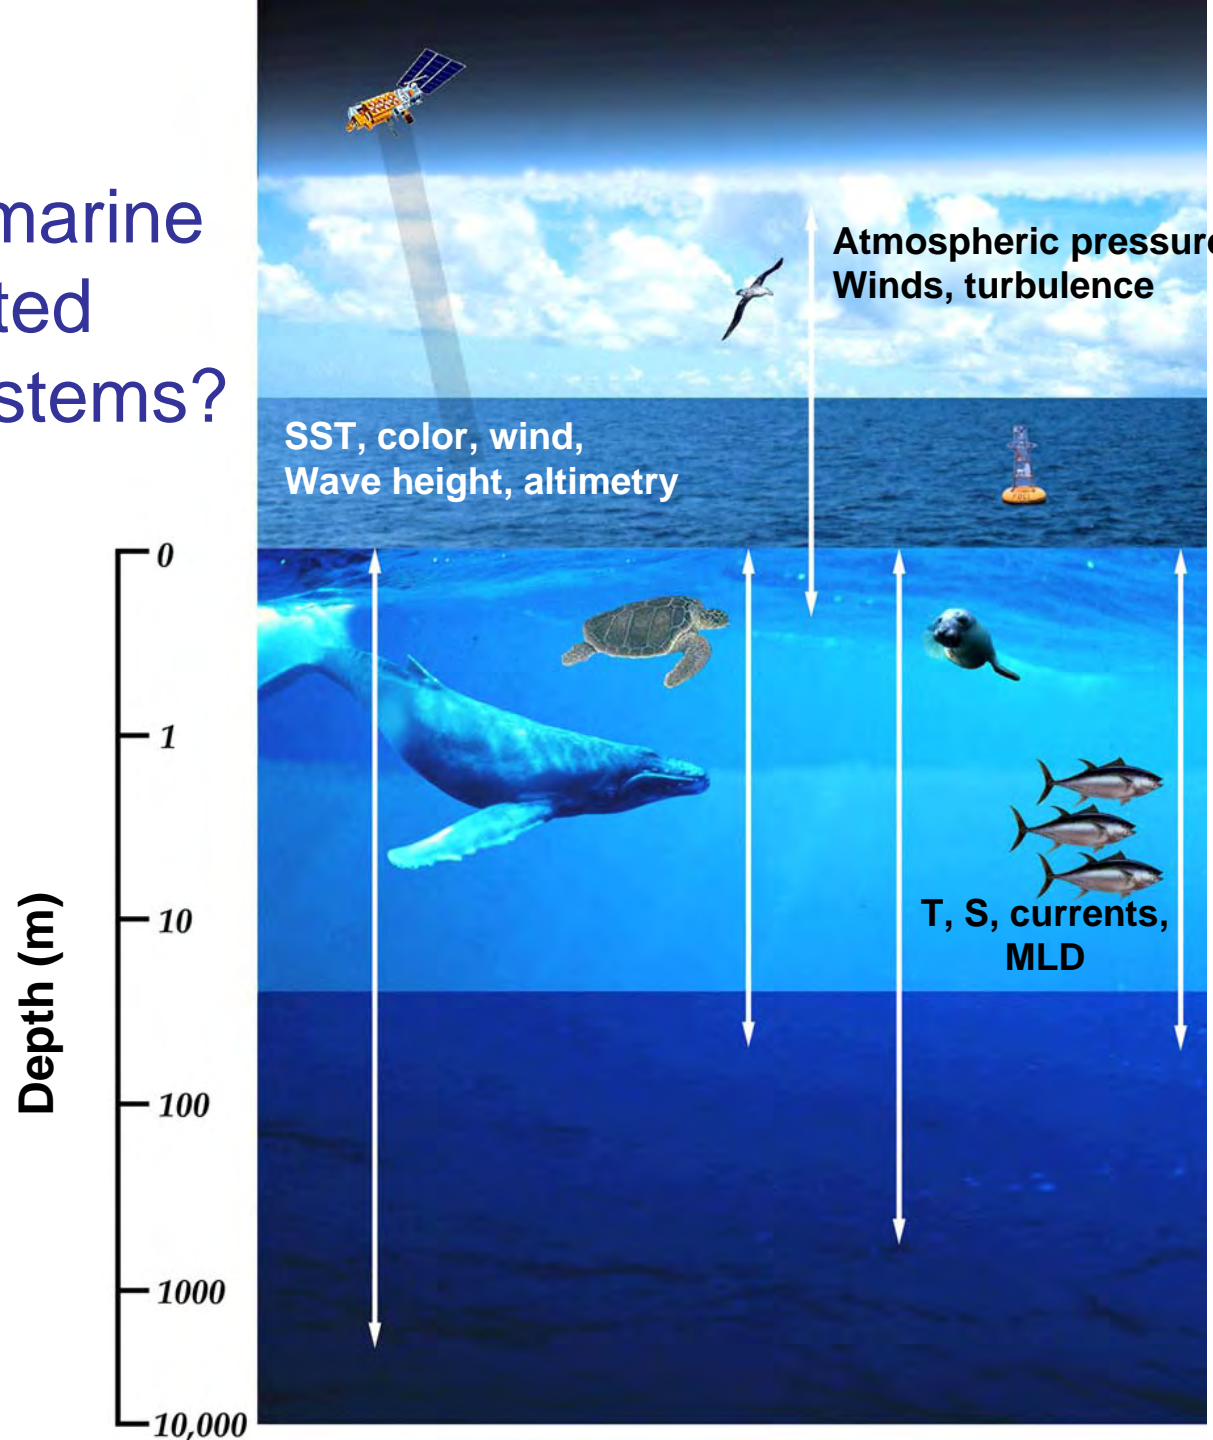 marine
ted
stems?
Atmospheric pressure
Winds, turbulence
SST, color, wind,
Wave height, altimetry
0
1
10
100
1000
10,000
Depth (m)
T, S, currents,
MLD